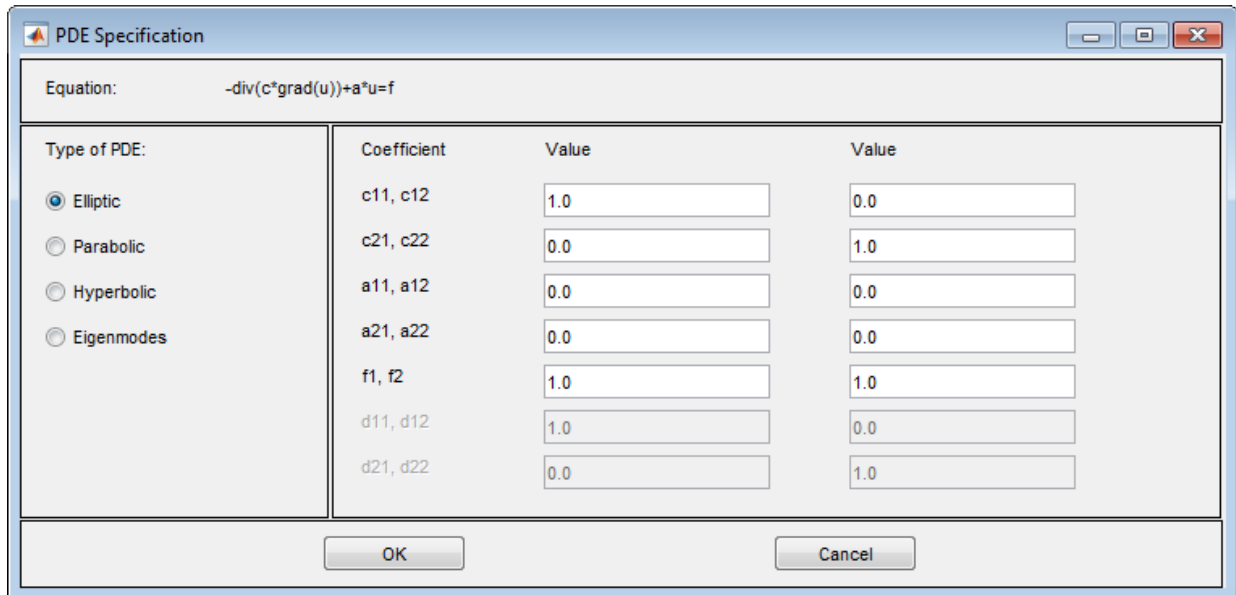 PDE Specification
Equation: -div(c*grad(u))+a*u=f
Type of PDE:
Elliptic
Parabolic
Hyperbolic
Eigenmodes
Coefficient Value Value
c11, c12 1.0 0.0
c21, c22 0.0 1.0
a11, a12 0.0 0.0
a21, a22 0.0 0.0
f1, f2 1.0 1.0
d11, d12 1.0 0.0
d21, d22 0.0 1.0
OK Cancel